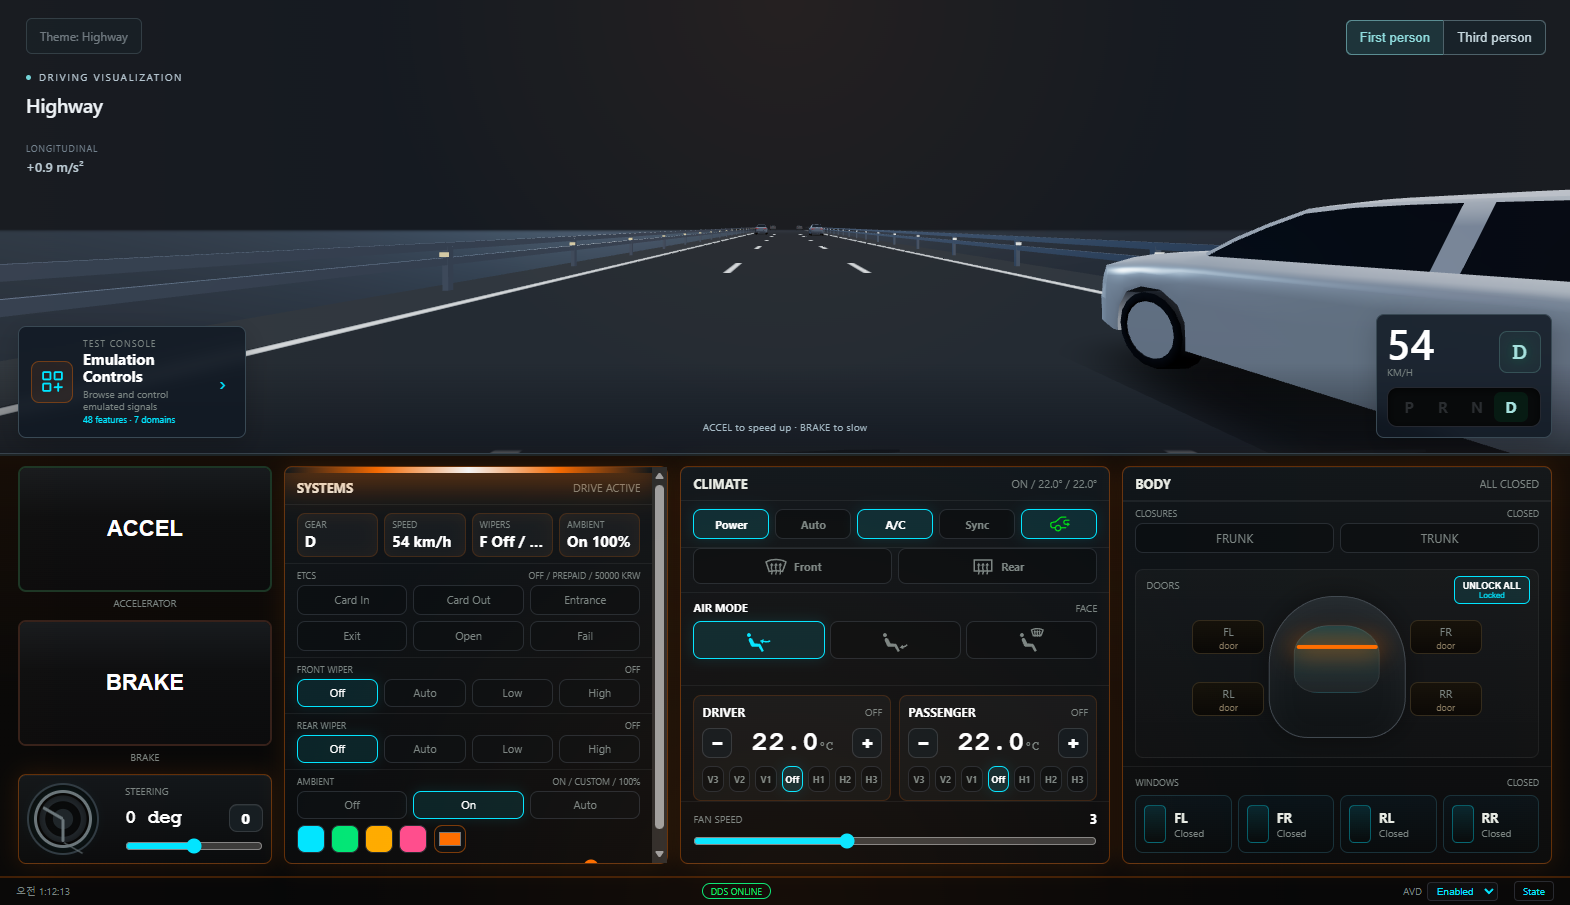 Theme: Highway
First person
Third person
DRIVING VISUALIZATION
Highway
LONGITUDINAL
+0.9 m/s²
TEST CONSOLE
Emulation
Controls
Browse and control
emulated signals
48 features · 7 domains
54
KM/H
D
P R N D
ACCEL to speed up · BRAKE to slow
ACCEL
ACCELERATOR
BRAKE
BRAKE
STEERING
0 deg
0
SYSTEMS
DRIVE ACTIVE
GEAR
D
SPEED
54 km/h
WIPERS
F Off / ...
AMBIENT
On 100%
ETCS
OFF / PREPAID / 50000 KRW
Card In
Card Out
Entrance
Exit
Open
Fail
FRONT WIPER
OFF
Off
Auto
Low
High
REAR WIPER
OFF
Off
Auto
Low
High
AMBIENT
ON / CUSTOM / 100%
Off
On
Auto
CLIMATE
ON / 22.0° / 22.0°
Power
Auto
A/C
Sync
Front
Rear
AIR MODE
FACE
DRIVER
OFF
− 22.0°C +
V3 V2 V1 Off H1 H2 H3
PASSENGER
OFF
− 22.0°C +
V3 V2 V1 Off H1 H2 H3
FAN SPEED
3
BODY
ALL CLOSED
CLOSURES
CLOSED
FRUNK
TRUNK
DOORS
UNLOCK ALL
Locked
FL
door
FR
door
RL
door
RR
door
WINDOWS
CLOSED
FL
Closed
FR
Closed
RL
Closed
RR
Closed
오전 1:12:13
DDS ONLINE
AVD
Enabled
State